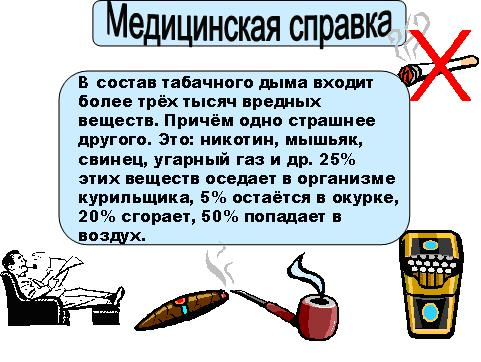 Медицинская справка
В состав табачного дыма входит
более трёх тысяч вредных
веществ. Причём одно страшнее
другого. Это: никотин, мышьяк,
свинец, угарный газ и др. 25%
этих веществ оседает в организме
курильщика, 5% остаётся в окурке,
20% сгорает, 50% попадает в
воздух.